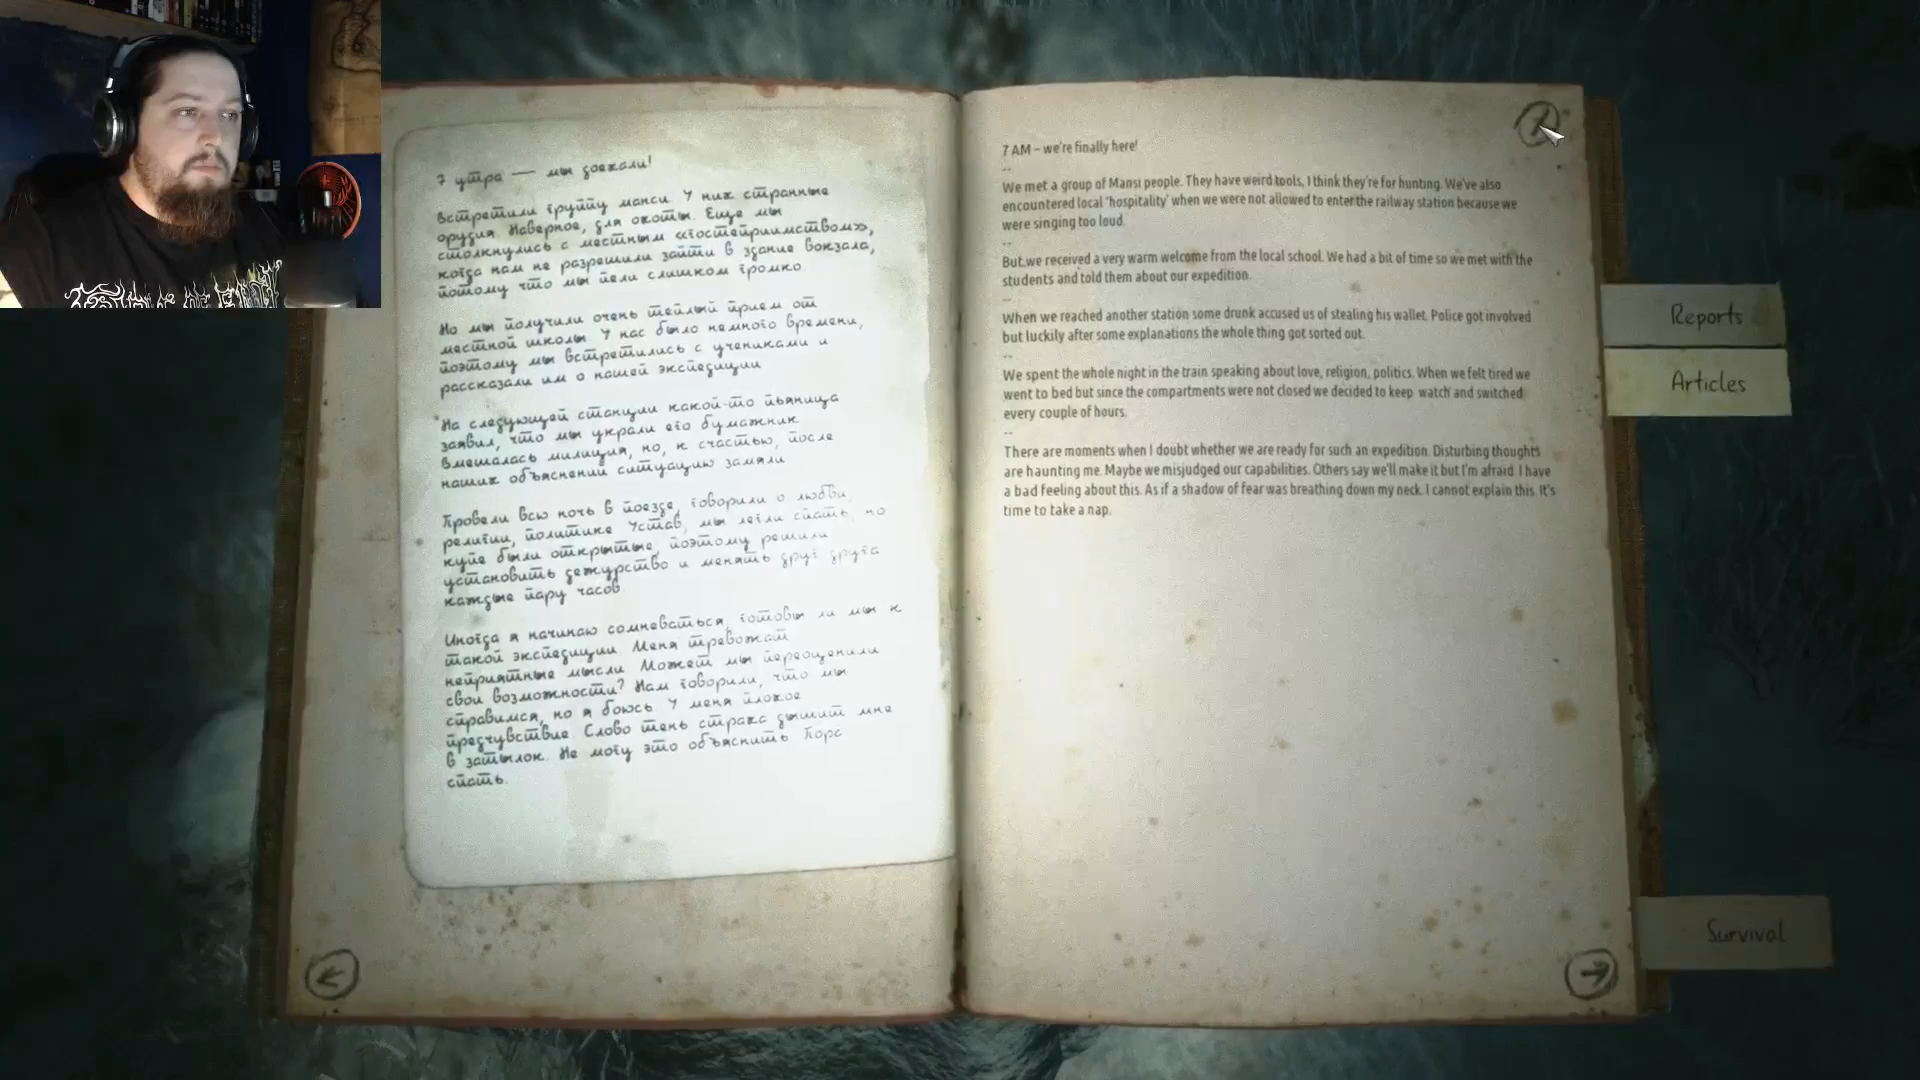 7 утра — мы доехали!
Встретили группу манси. У них странные
орудия. Наверное, для охоты. Еще мы
столкнулись с местным «гостеприимством»,
когда нам не разрешили зайти в здание вокзала,
потому что мы пели слишком громко.
Но мы получили очень теплый прием от
местной школы. У нас было немного времени,
поэтому мы встретились с учениками и
рассказали им о нашей экспедиции
На следующей станции какой-то пьяница
заявил, что мы украли его бумажник.
Вмешалась милиция, но, к счастью, после
наших объяснений ситуацию замяли
Провели всю ночь в поезде, говорили о любви,
религии, политике. Устав, мы легли спать, но
купе были открытые, поэтому решили
установить дежурство и менять друг друга
каждые пару часов
Иногда я начинаю сомневаться, готовы ли мы к
такой экспедиции. Меня тревожат
неприятные мысли. Может мы переоценили
свои возможности? Нам говорили, что мы
справимся, но я боюсь. У меня плохое
предчувствие. Слово тень страха дышит мне
в затылок. Не могу это объяснить.
спать.
7 AM – we're finally here!
--
We met a group of Mansi people. They have weird tools, I think they're for hunting. We've also
encountered local 'hospitality' when we were not allowed to enter the railway station because we
were singing too loud.
--
But we received a very warm welcome from the local school. We had a bit of time so we met with the
students and told them about our expedition.
--
When we reached another station some drunk accused us of stealing his wallet. Police got involved
but luckily after some explanations the whole thing got sorted out.
--
We spent the whole night in the train speaking about love, religion, politics. When we felt tired we
went to bed but since the compartments were not closed we decided to keep watch and switched
every couple of hours.
--
There are moments when I doubt whether we are ready for such an expedition. Disturbing thoughts
are haunting me. Maybe we misjudged our capabilities. Others say we'll make it but I'm afraid. I have
a bad feeling about this. As if a shadow of fear was breathing down my neck. I cannot explain this. It's
time to take a nap.
Reports
Articles
Survival